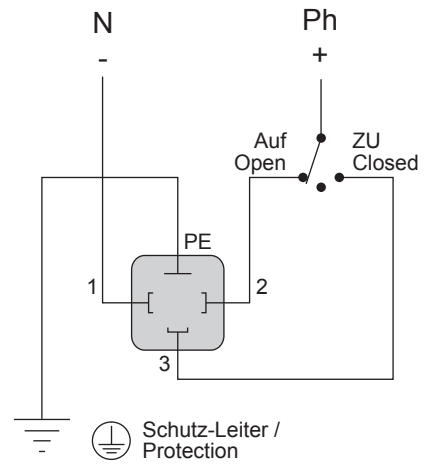 N
-
Ph
+
Auf
Open
ZU
Closed
PE
1
2
3
Schutz-Leiter /
Protection